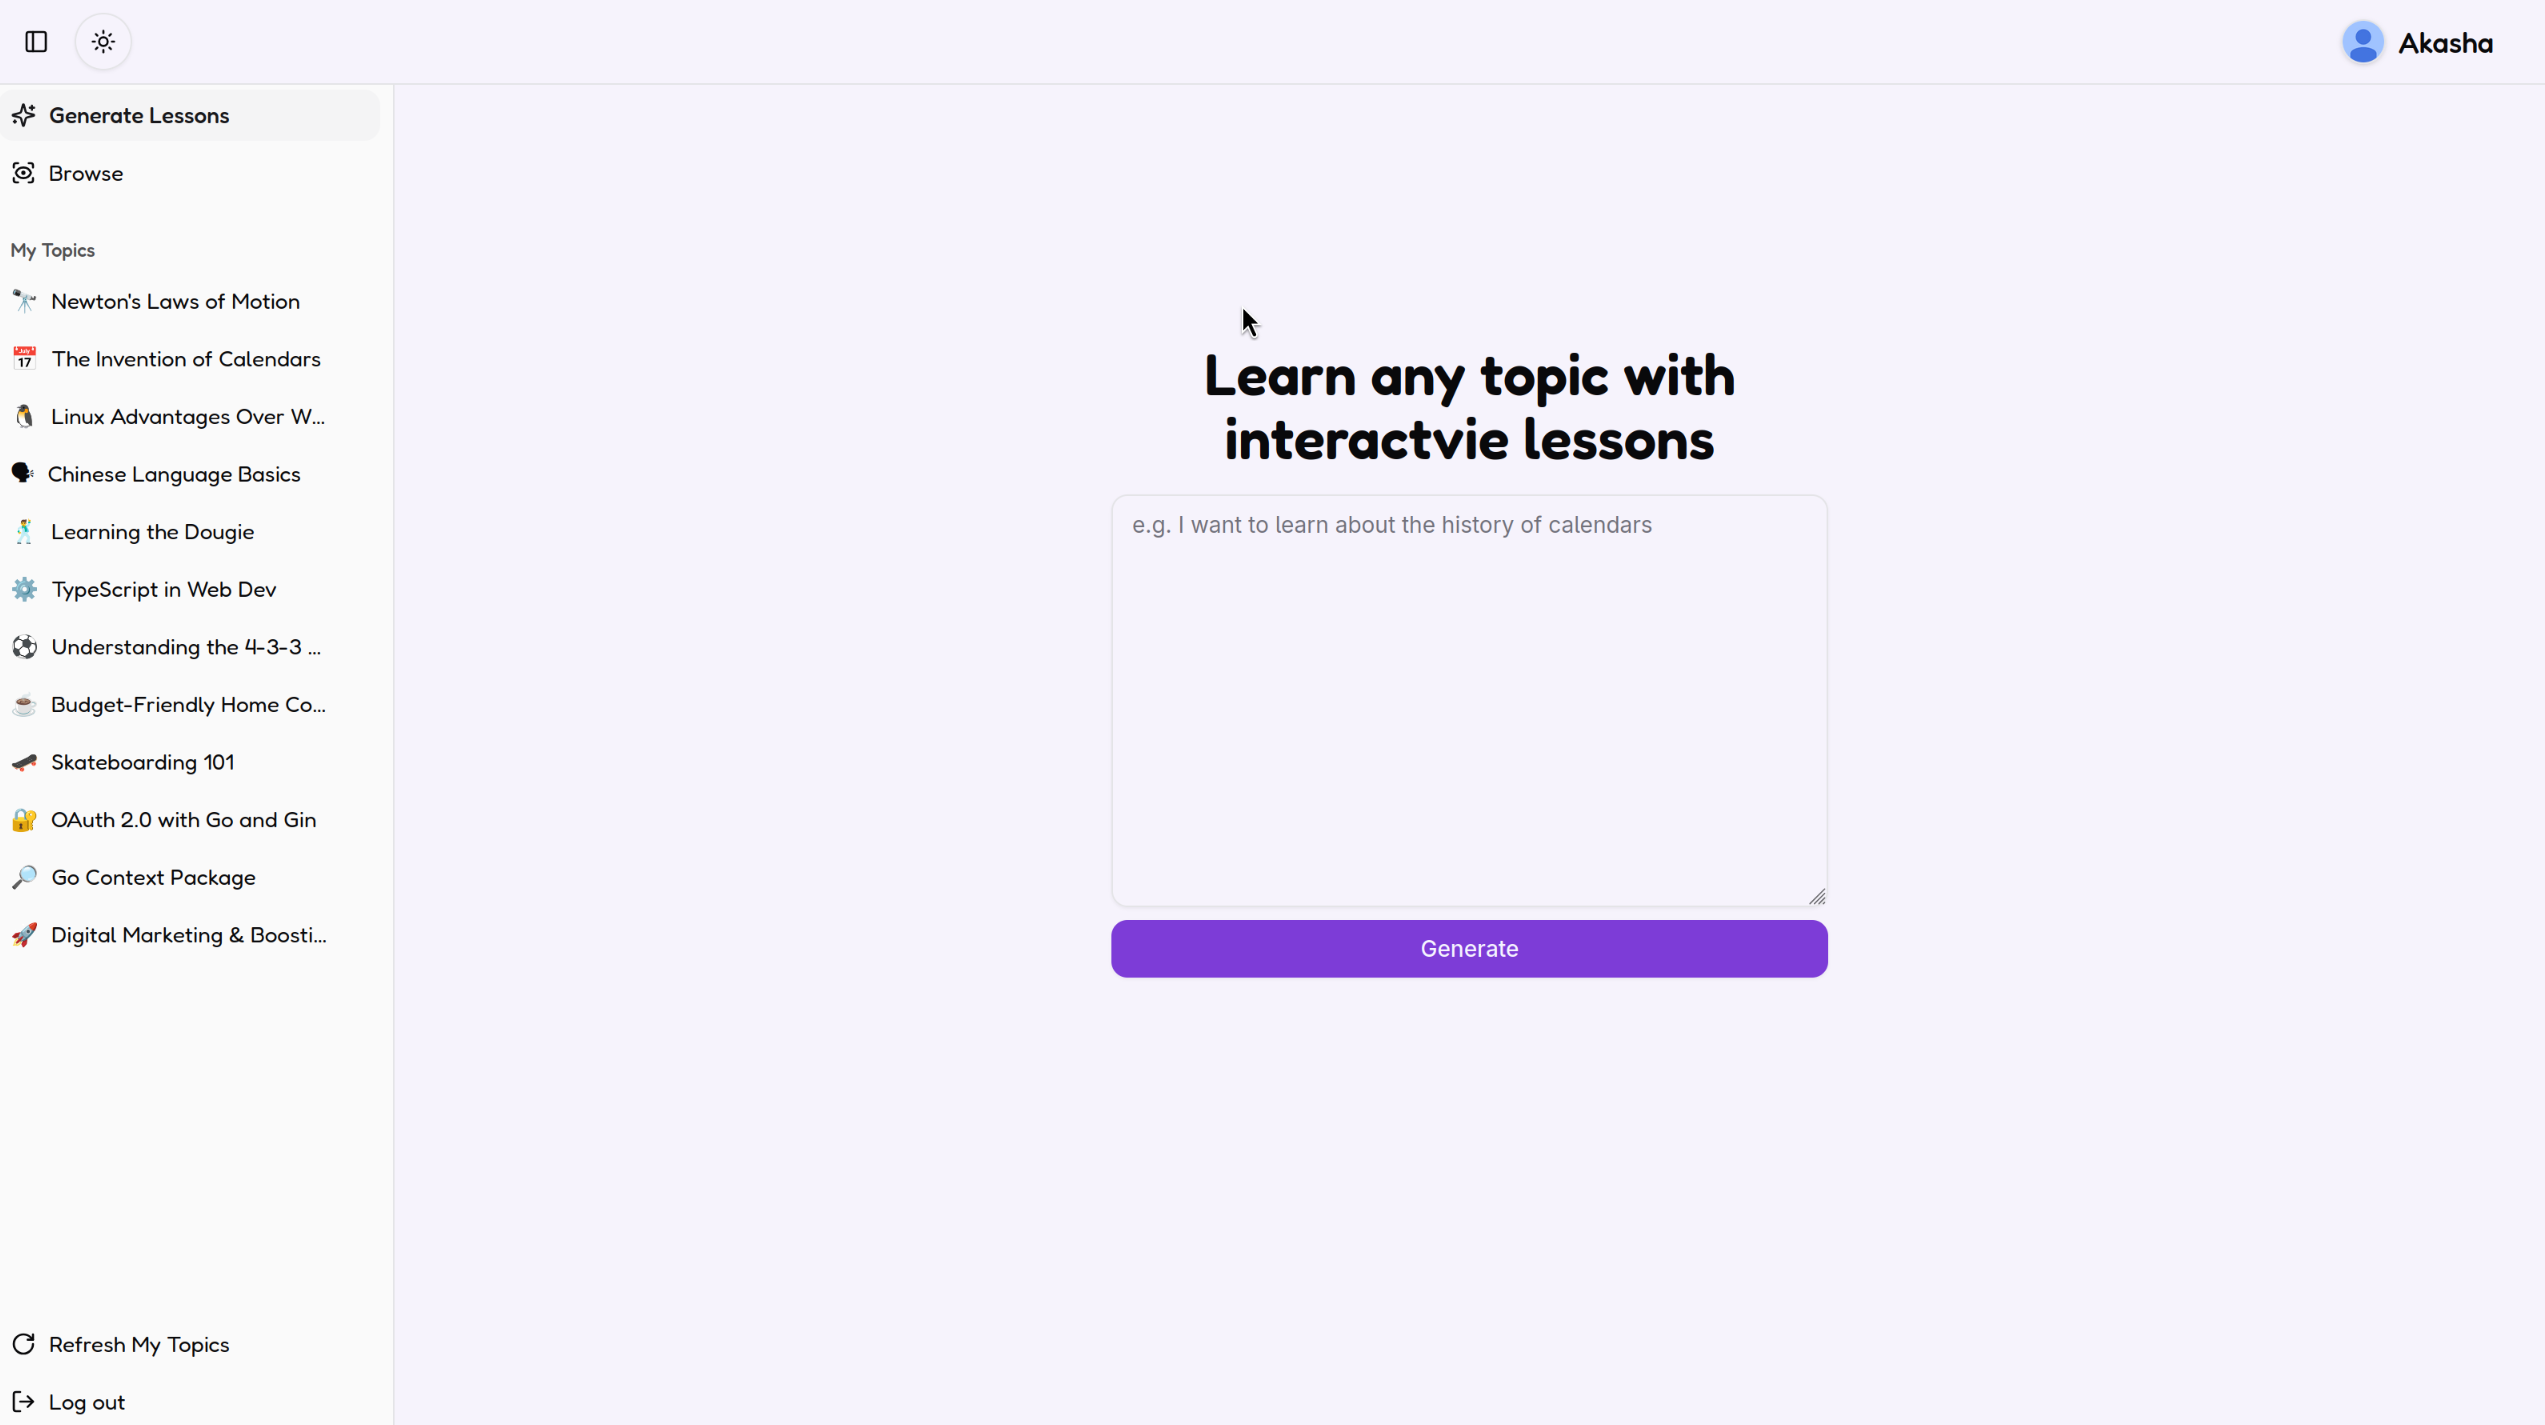 Akasha
Generate Lessons
Browse
My Topics
Newton's Laws of Motion
The Invention of Calendars
Linux Advantages Over W...
Chinese Language Basics
Learning the Dougie
TypeScript in Web Dev
Understanding the 4-3-3 ...
Budget-Friendly Home Co...
Skateboarding 101
OAuth 2.0 with Go and Gin
Go Context Package
Digital Marketing & Boosti...
Refresh My Topics
Log out
Learn any topic with
interactvie lessons
e.g. I want to learn about the history of calendars
Generate